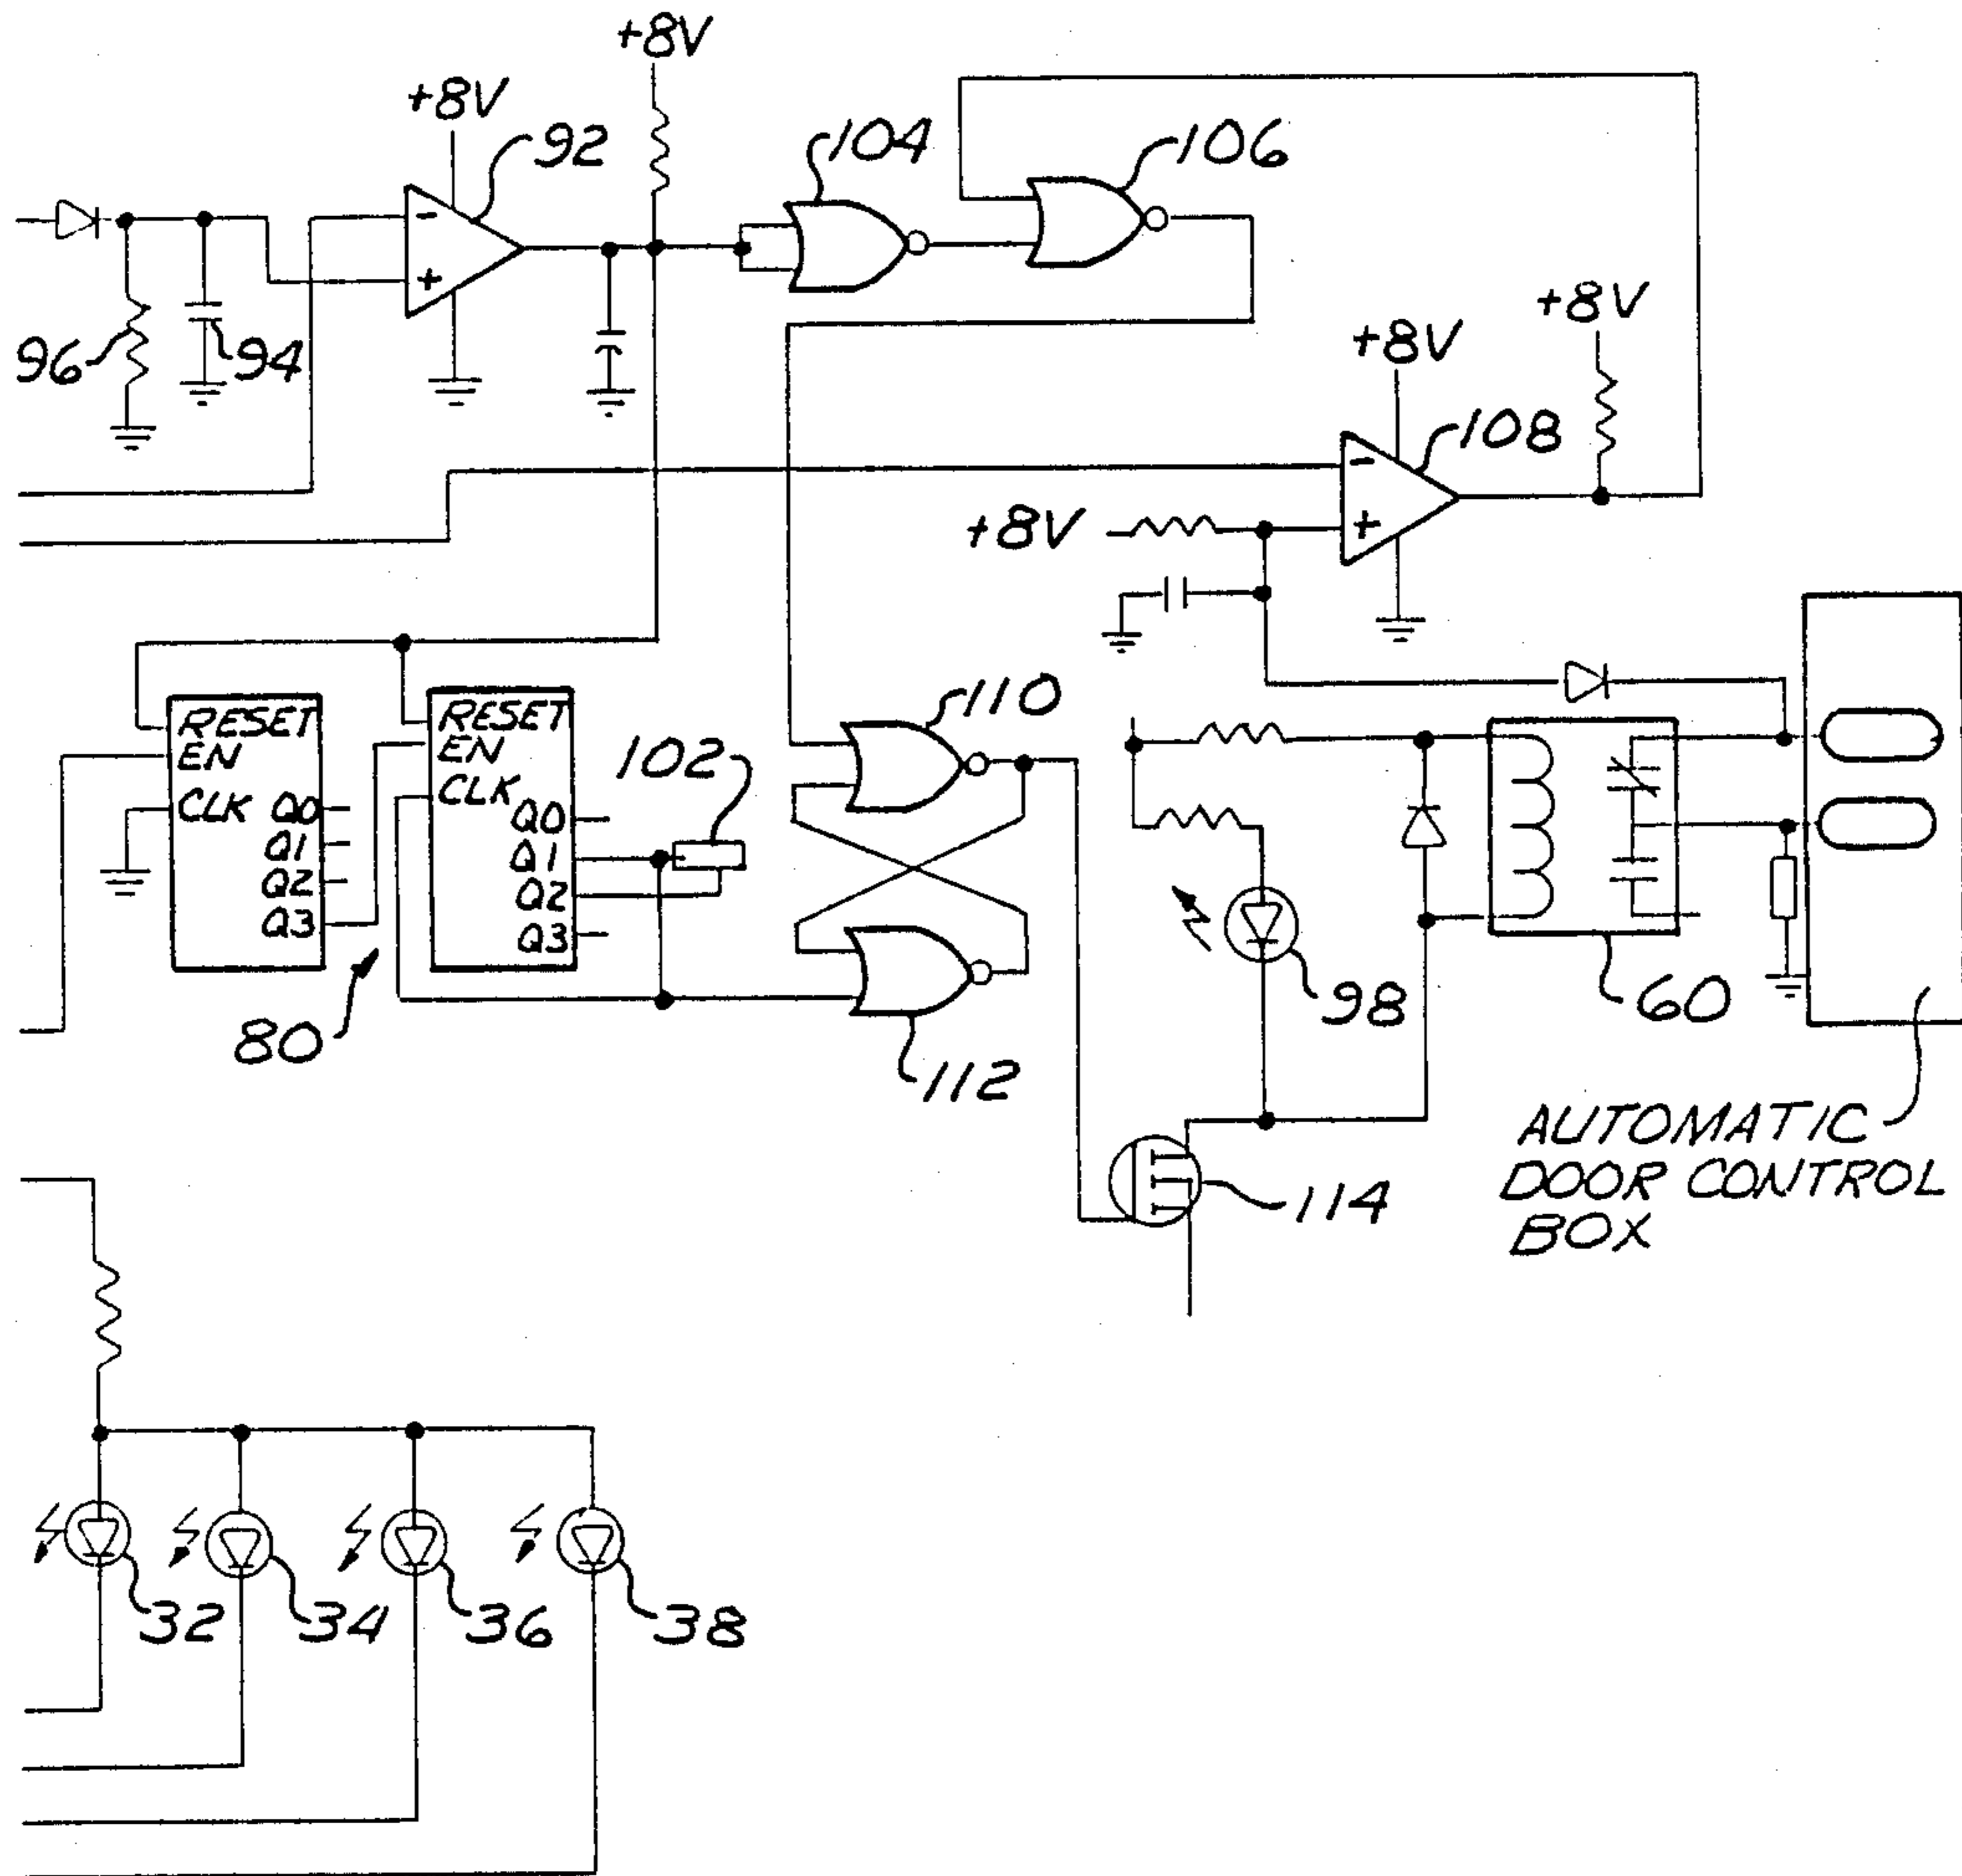 +8V
+8V
92
104
106
-
+
96
94
+8V
+8V
108
-
+8V
+
RESET
EN
CLK
Q0
Q1
Q2
Q3
RESET
EN
CLK
Q0
Q1
Q2
Q3
102
110
80
112
98
60
114
AUTOMATIC
DOOR CONTROL
BOX
32
34
36
38